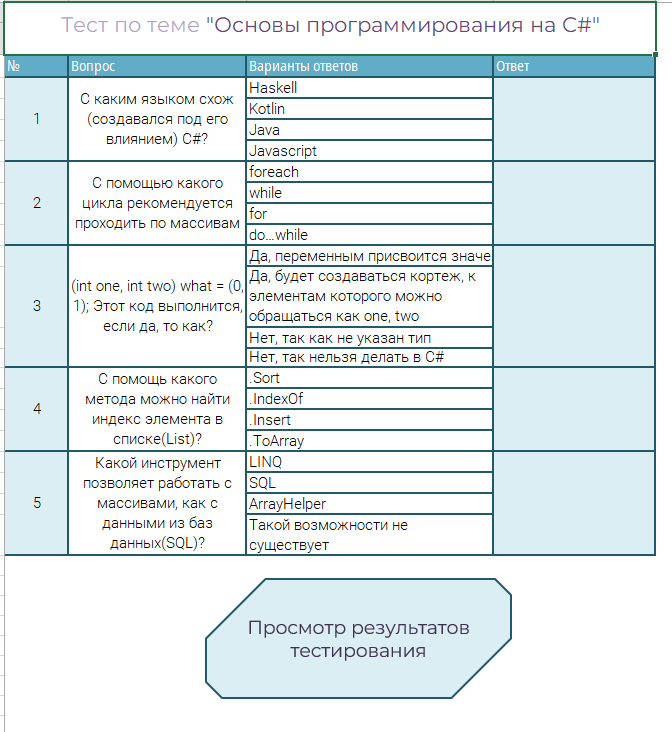 Тест по теме "Основы программирования на C#"
№ Вопрос Варианты ответов Ответ
1
С каким языком схож
(создавался под его
влиянием) C#?
Haskell
Kotlin
Java
Javascript
2
С помощью какого
цикла рекомендуется
проходить по массивам
foreach
while
for
do...while
3
(int one, int two) what = (0,
1); Этот код выполнится,
если да, то как?
Да, переменным присвоится значе
Да, будет создаваться кортеж, к
элементам которого можно
обращаться как one, two
Нет, так как не указан тип
Нет, так нельзя делать в C#
4
С помощь какого
метода можно найти
индекс элемента в
списке(List)?
.Sort
.IndexOf
.Insert
.ToArray
5
Какой инструмент
позволяет работать с
массивами, как с
данными из баз
данных(SQL)?
LINQ
SQL
ArrayHelper
Такой возможности не
существует
Просмотр результатов
тестирования